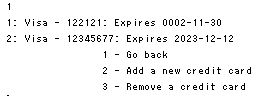 1
1: Visa - 122121: Expires 0002-11-30
2: Visa - 12345677: Expires 2023-12-12
1 - Go back
2 - Add a new credit card
3 - Remove a credit card